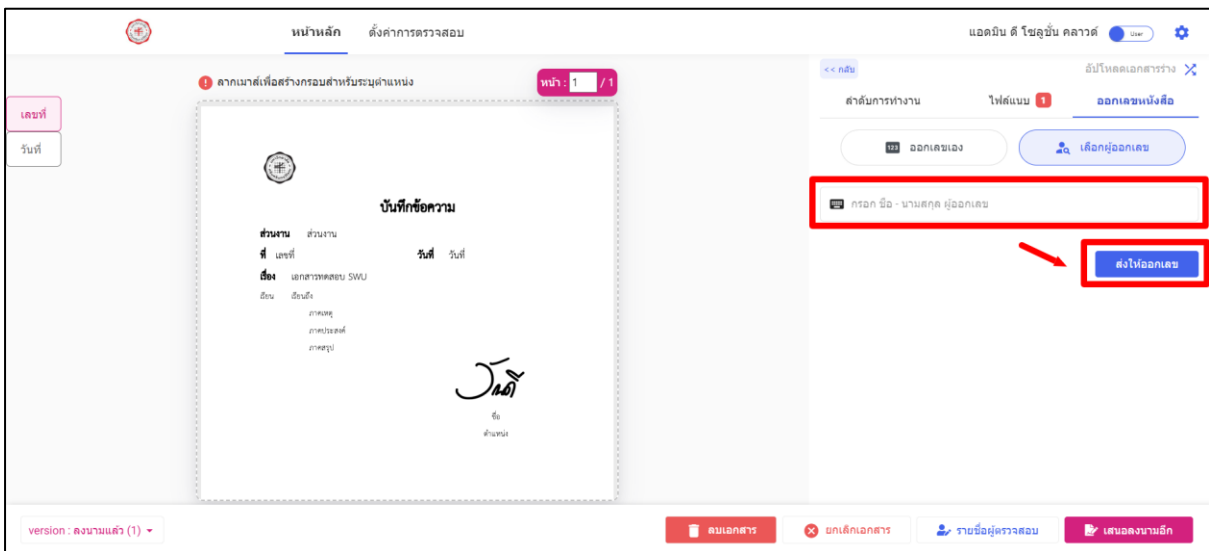 หน้าหลัก ตั้งค่าการตรวจสอบ แอดมิน ดี โซลูชั่น คลาวด์ User
ลากเมาส์เพื่อสร้างกรอบสำหรับระบุตำแหน่ง หน้า : 1 / 1
<< กลับ อัปโหลดเอกสารร่าง
เลขที่
วันที่
ลำดับการทำงาน ไฟล์แนบ 1 ออกเลขหนังสือ
123 ออกเลขเอง เลือกผู้ออกเลข
กรอก ชื่อ - นามสกุล ผู้ออกเลข
ส่งให้ออกเลข
บันทึกข้อความ
ส่วนงาน ส่วนงาน
ที่ เลขที่ วันที่ วันที่
เรื่อง เอกสารทดสอบ SWU
เรียน เรียนถึง
ภาคเหตุ
ภาคประสงค์
ภาคสรุป
วันดี
ชื่อ
ตำแหน่ง
version : ลงนามแล้ว (1) ลบเอกสาร ยกเลิกเอกสาร รายชื่อผู้ตรวจสอบ เสนอลงนามอีก